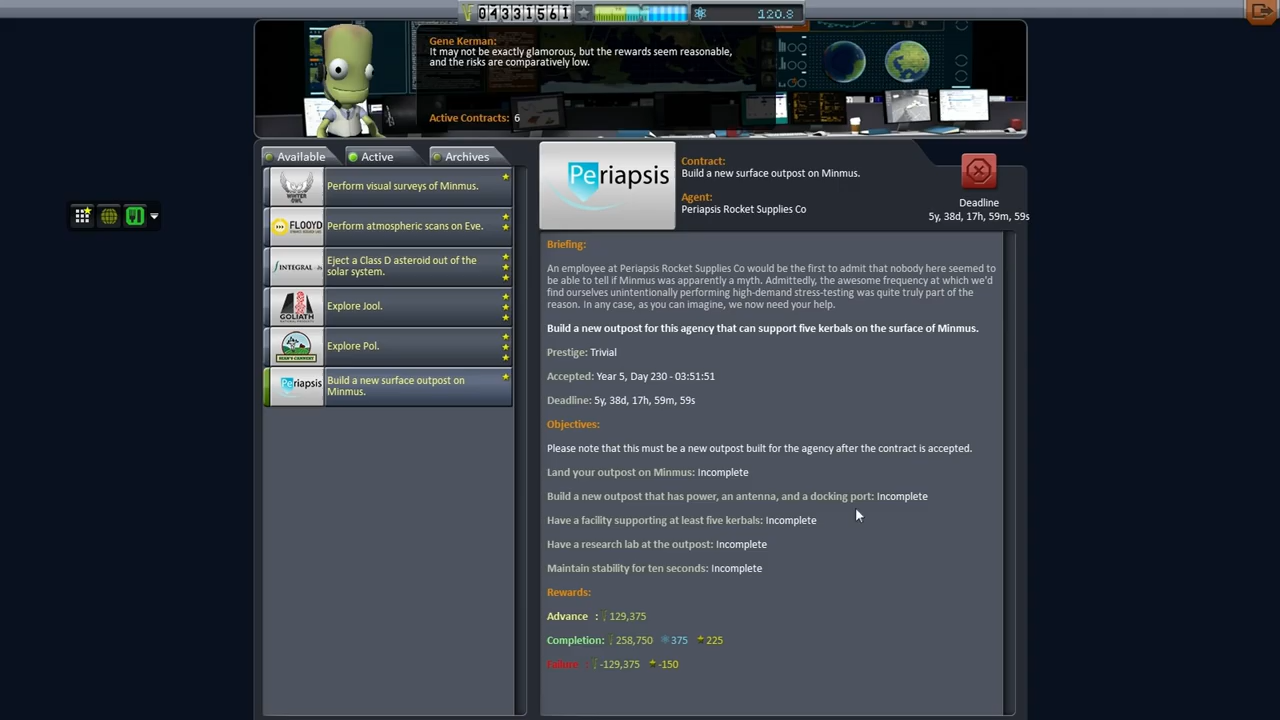 04331561
120.8
Gene Kerman:
It may not be exactly glamorous, but the rewards seem reasonable,
and the risks are comparatively low.
Active Contracts: 6
Available
Active
Archives
Perform visual surveys of Minmus.
FLOOYD
Perform atmospheric scans on Eve.
INTEGRAL
Eject a Class D asteroid out of the
solar system.
GOLIATH
Explore Jool.
Explore Pol.
Periapsis
Build a new surface outpost on
Minmus.
Periapsis
Contract:
Build a new surface outpost on Minmus.
Agent:
Periapsis Rocket Supplies Co
Deadline
5y, 38d, 17h, 59m, 59s
Briefing:
An employee at Periapsis Rocket Supplies Co would be the first to admit that nobody here seemed to
be able to tell if Minmus was apparently a myth. Admittedly, the awesome frequency at which we'd
find ourselves unintentionally performing high-demand stress-testing was quite truly part of the
reason. In any case, as you can imagine, we now need your help.
Build a new outpost for this agency that can support five kerbals on the surface of Minmus.
Prestige: Trivial
Accepted: Year 5, Day 230 - 03:51:51
Deadline: 5y, 38d, 17h, 59m, 59s
Objectives:
Please note that this must be a new outpost built for the agency after the contract is accepted.
Land your outpost on Minmus: Incomplete
Build a new outpost that has power, an antenna, and a docking port: Incomplete
Have a facility supporting at least five kerbals: Incomplete
Have a research lab at the outpost: Incomplete
Maintain stability for ten seconds: Incomplete
Rewards:
Advance : 129,375
Completion: 258,750 375 225
Failure : -129,375 -150